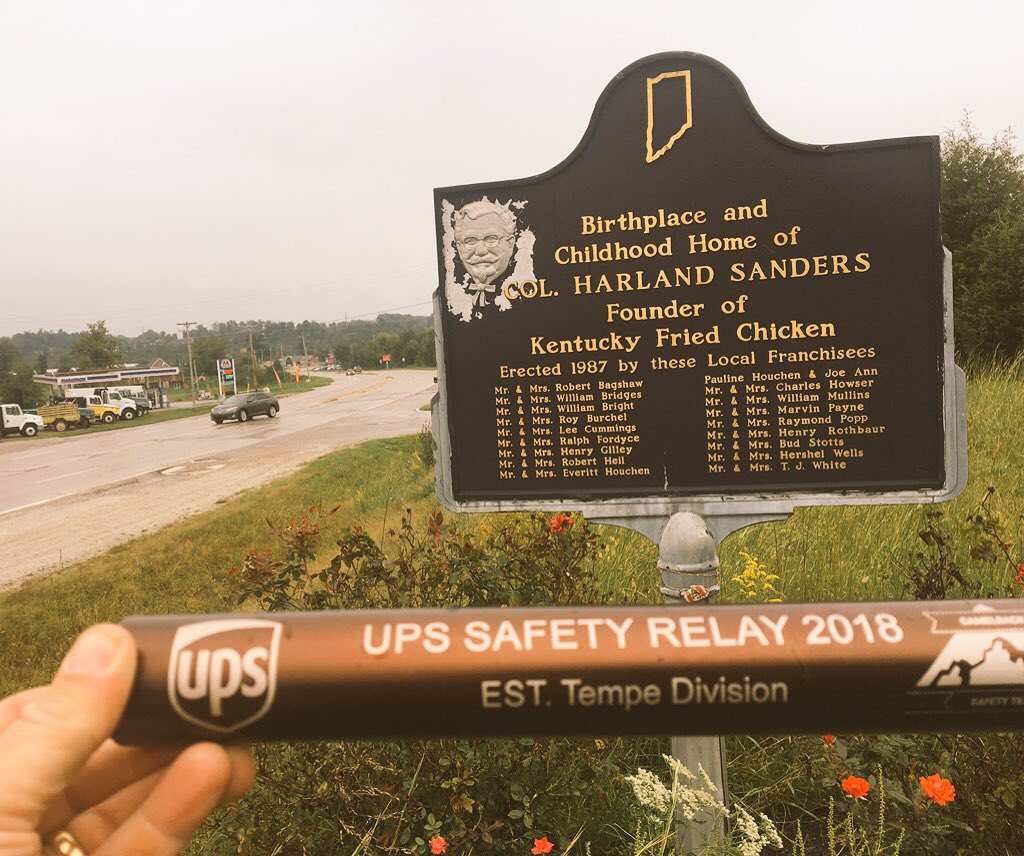 Birthplace and
Childhood Home of
COL. HARLAND SANDERS
Founder of
Kentucky Fried Chicken
Erected 1987 by these Local Franchisees
Mr. & Mrs. Robert Bagshaw
Mr. & Mrs. William Bridges
Mr. & Mrs. William Bright
Mr. & Mrs. Roy Burchel
Mr. & Mrs. Lee Cummings
Mr. & Mrs. Ralph Fordyce
Mr. & Mrs. Henry Gilley
Mr. & Mrs. Robert Heil
Mr. & Mrs. Everitt Houchen
Pauline Houchen & Joe Ann
Mr. & Mrs. Charles Howser
Mr. & Mrs. William Mullins
Mr. & Mrs. Marvin Payne
Mr. & Mrs. Raymond Popp
Mr. & Mrs. Henry Rothbaur
Mr. & Mrs. Bud Stotts
Mr. & Mrs. Hershel Wells
Mr. & Mrs. T. J. White
ups
UPS SAFETY RELAY 2018
EST. Tempe Division
CAMELBACK
SAFETY